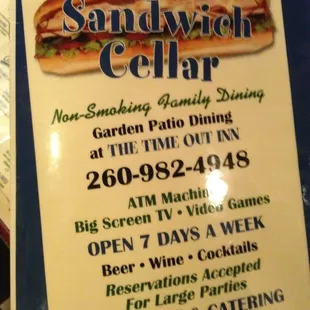 Sandwich
Cellar
Non-Smoking Family Dining
Garden Patio Dining
at THE TIME OUT INN
260-982-4948
ATM Machine
Big Screen TV • Video Games
OPEN 7 DAYS A WEEK
Beer • Wine • Cocktails
Reservations Accepted
For Large Parties
CATERING